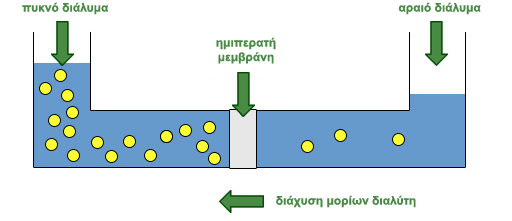 πυκνό διάλυμα
αραιό διάλυμα
ημιπερατή
μεμβράνη
διάχυση μορίων διαλύτη